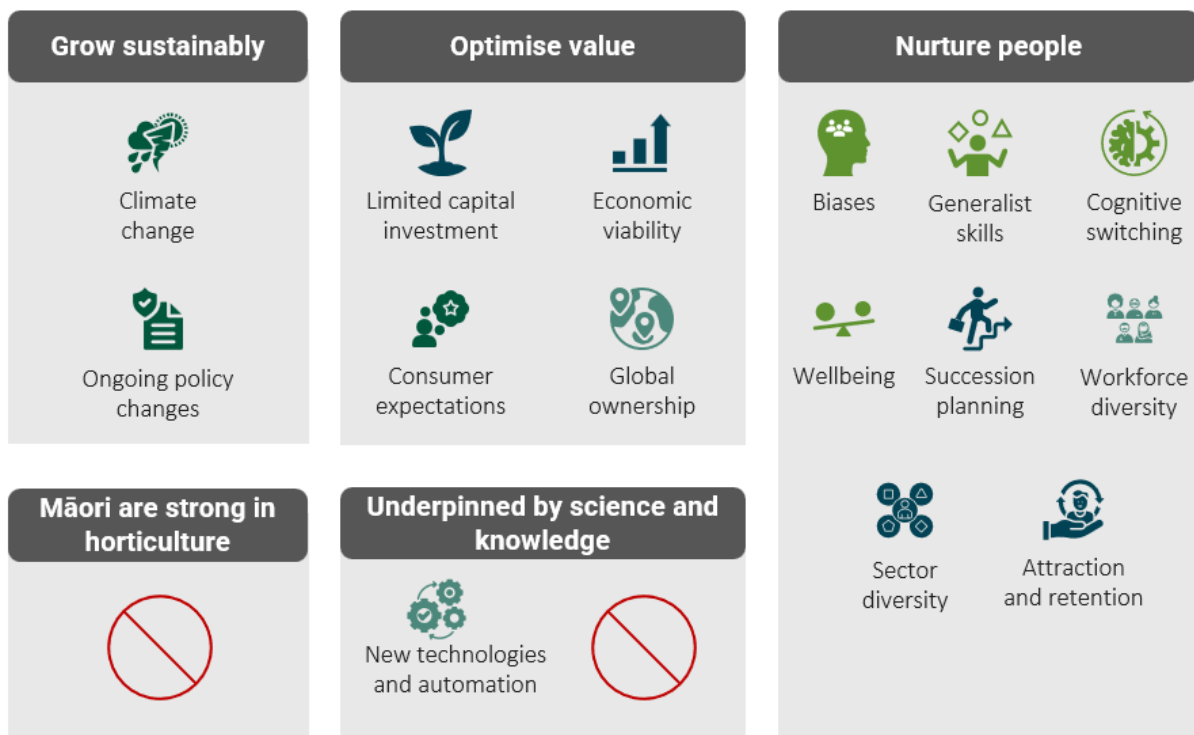 Grow sustainably
Climate
change
Ongoing policy
changes
Optimise value
Limited capital
investment
Economic
viability
Consumer
expectations
Global
ownership
Nurture people
Biases
Generalist
skills
Cognitive
switching
Wellbeing
Succession
planning
Workforce
diversity
Sector
diversity
Attraction
and retention
Māori are strong in
horticulture
Underpinned by science and
knowledge
New technologies
and automation